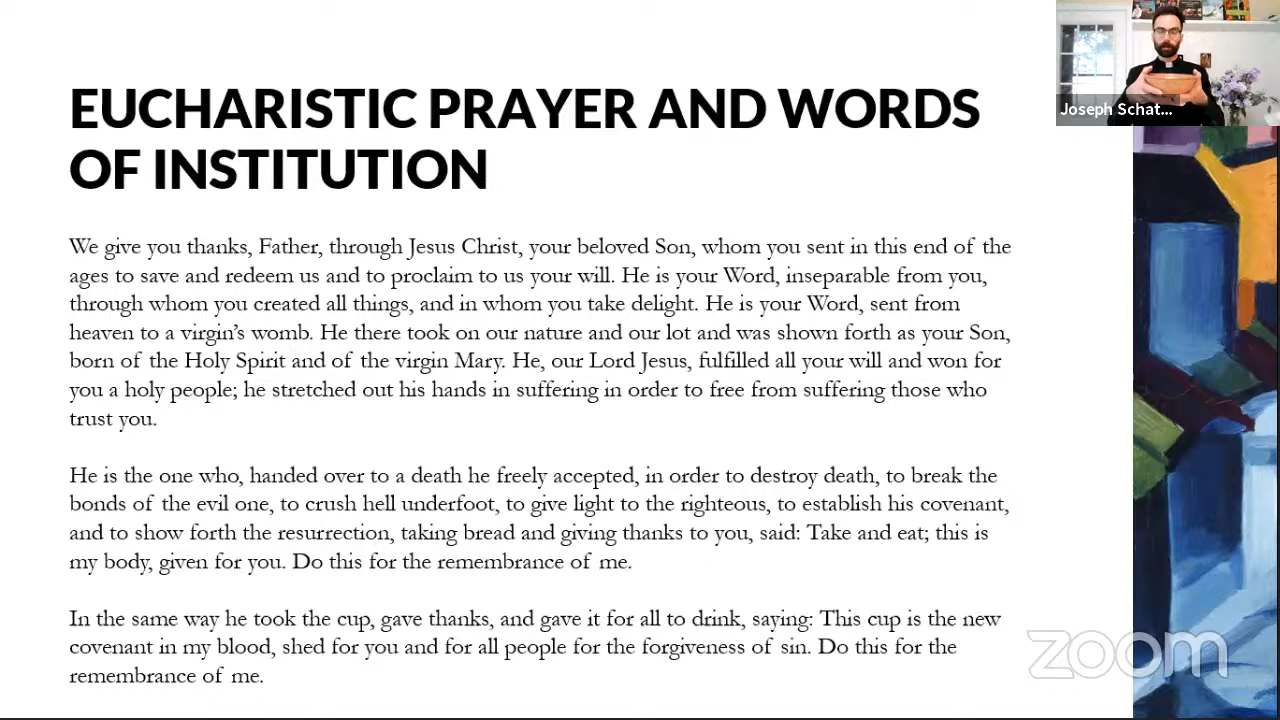 EUCHARISTIC PRAYER AND WORDS
OF INSTITUTION
We give you thanks, Father, through Jesus Christ, your beloved Son, whom you sent in this end of the
ages to save and redeem us and to proclaim to us your will. He is your Word, inseparable from you,
through whom you created all things, and in whom you take delight. He is your Word, sent from
heaven to a virgin’s womb. He there took on our nature and our lot and was shown forth as your Son,
born of the Holy Spirit and of the virgin Mary. He, our Lord Jesus, fulfilled all your will and won for
you a holy people; he stretched out his hands in suffering in order to free from suffering those who
trust you.
He is the one who, handed over to a death he freely accepted, in order to destroy death, to break the
bonds of the evil one, to crush hell underfoot, to give light to the righteous, to establish his covenant,
and to show forth the resurrection, taking bread and giving thanks to you, said: Take and eat; this is
my body, given for you. Do this for the remembrance of me.
In the same way he took the cup, gave thanks, and gave it for all to drink, saying: This cup is the new
covenant in my blood, shed for you and for all people for the forgiveness of sin. Do this for the
remembrance of me.
Joseph Schat...
zoom